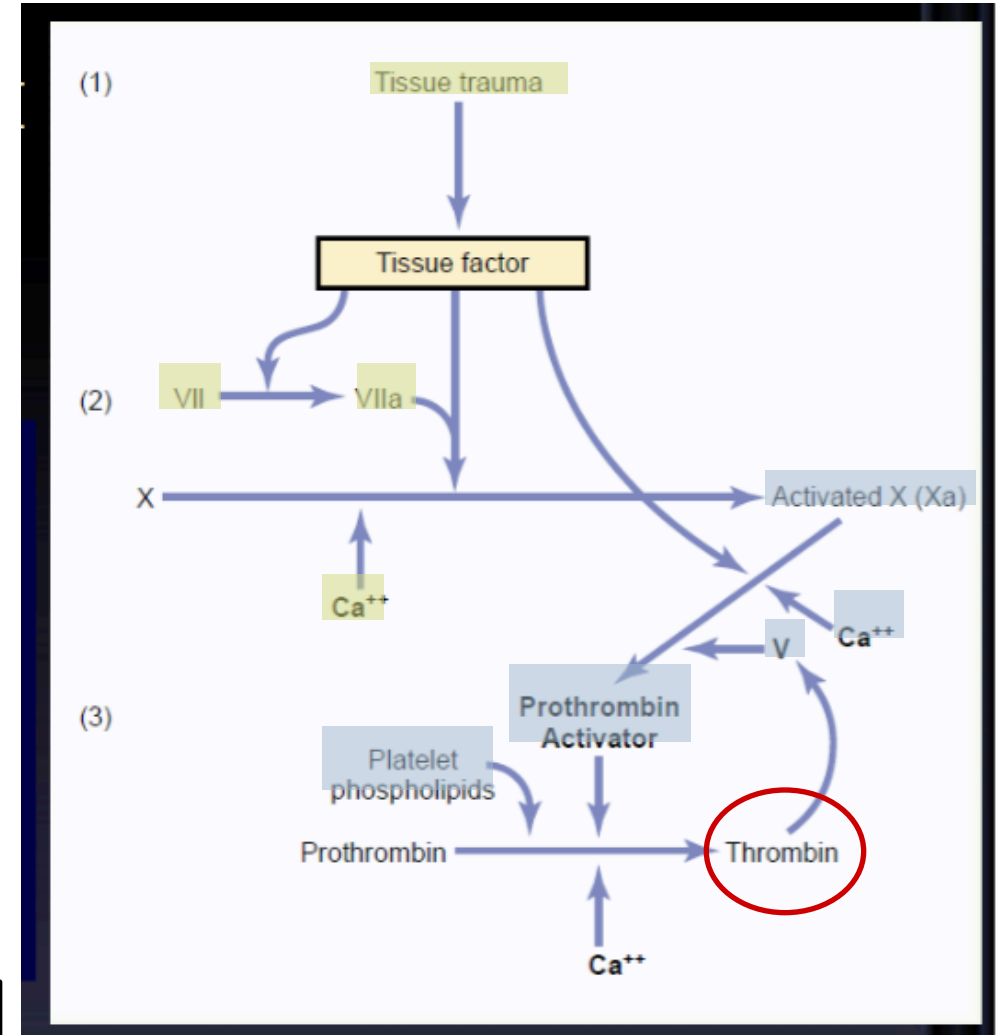 (1)
Tissue trauma
Tissue factor
(2)
VII
VIIa
X
Activated X (Xa)
Ca⁺⁺
Ca⁺⁺
V
(3)
Prothrombin
Activator
Platelet
phospholipids
Prothrombin
Thrombin
Ca⁺⁺